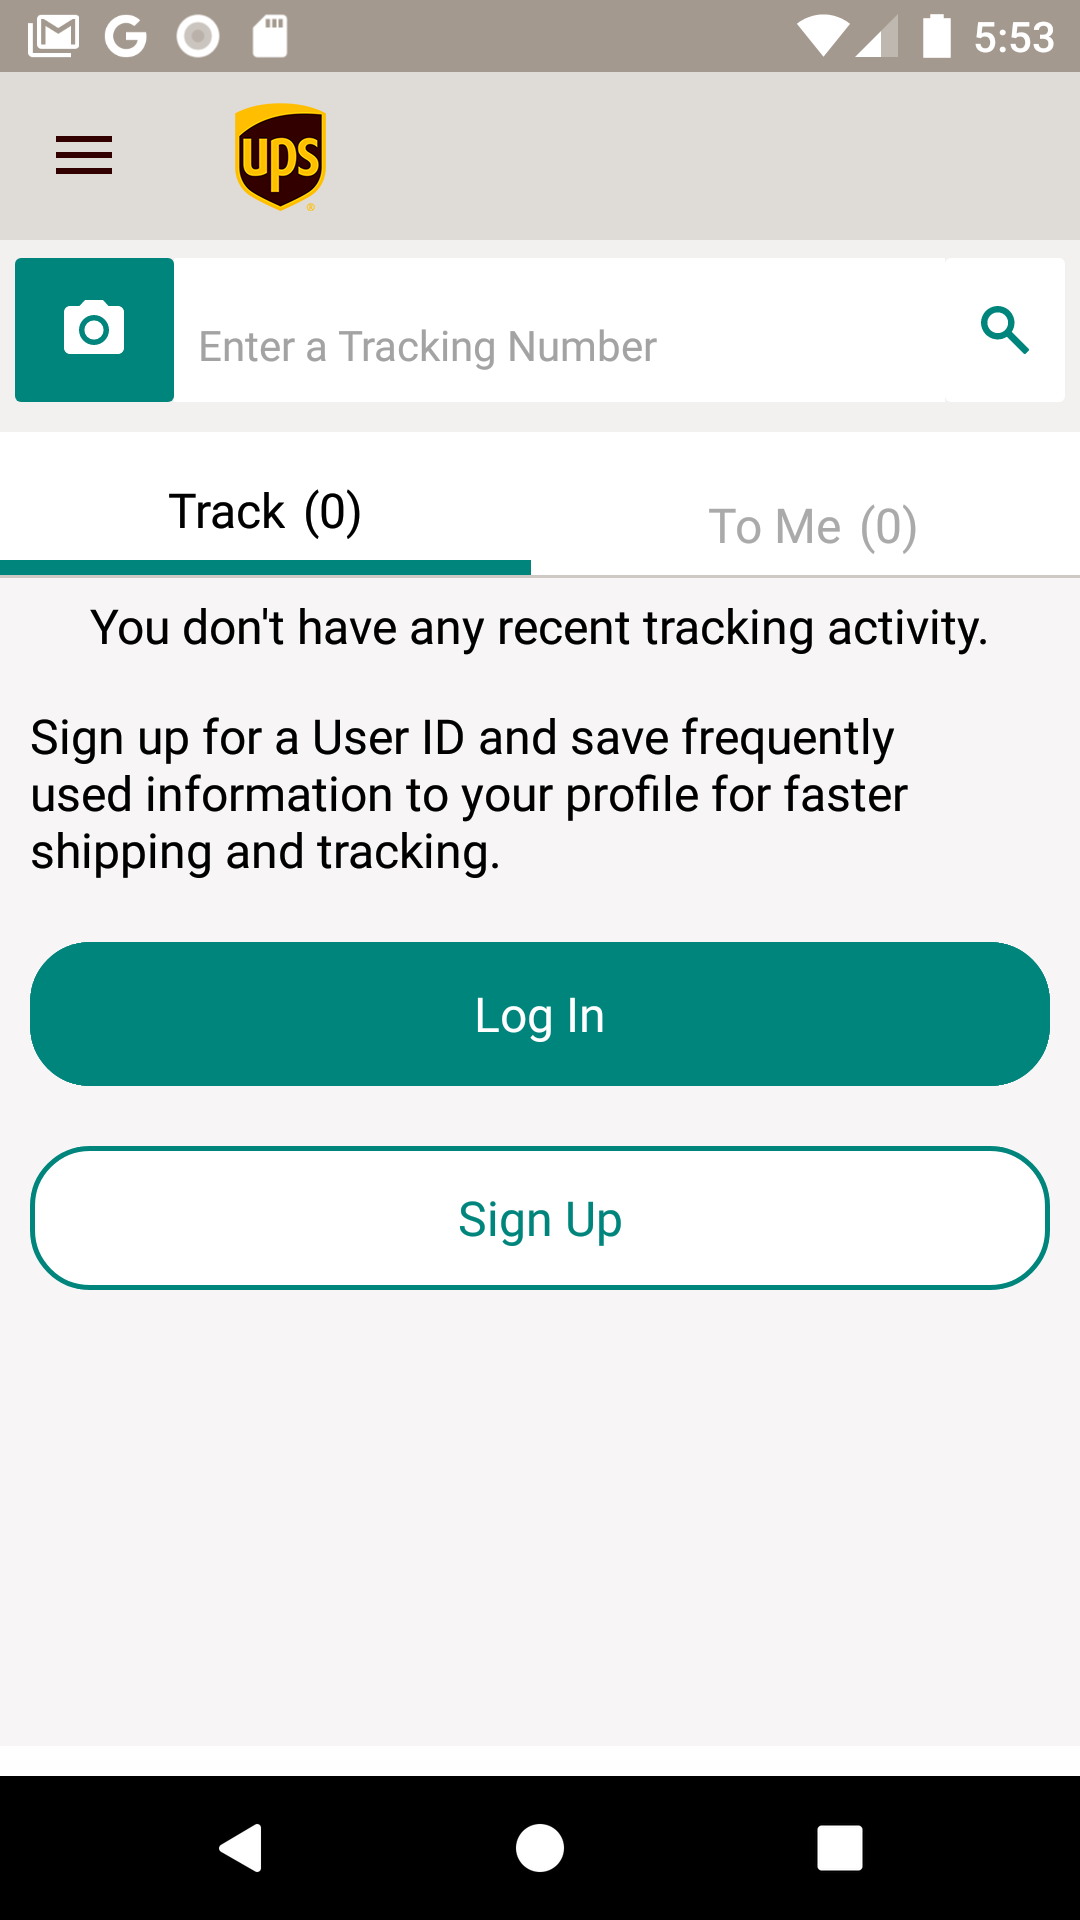 5:53
ups
Enter a Tracking Number
Track (0)
To Me (0)
You don't have any recent tracking activity.
Sign up for a User ID and save frequently
used information to your profile for faster
shipping and tracking.
Log In
Sign Up